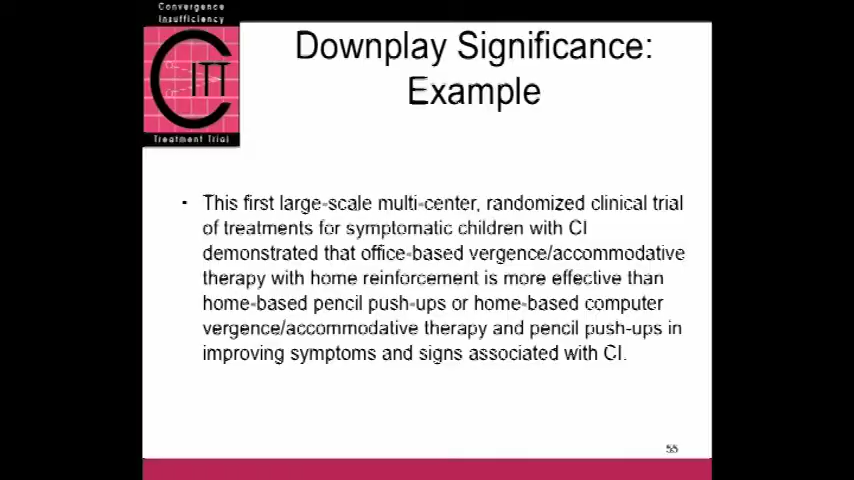 Convergence
Insufficiency
CITT
Treatment Trial
Downplay Significance:
Example
• This first large-scale multi-center, randomized clinical trial
of treatments for symptomatic children with CI
demonstrated that office-based vergence/accommodative
therapy with home reinforcement is more effective than
home-based pencil push-ups or home-based computer
vergence/accommodative therapy and pencil push-ups in
improving symptoms and signs associated with CI.
55